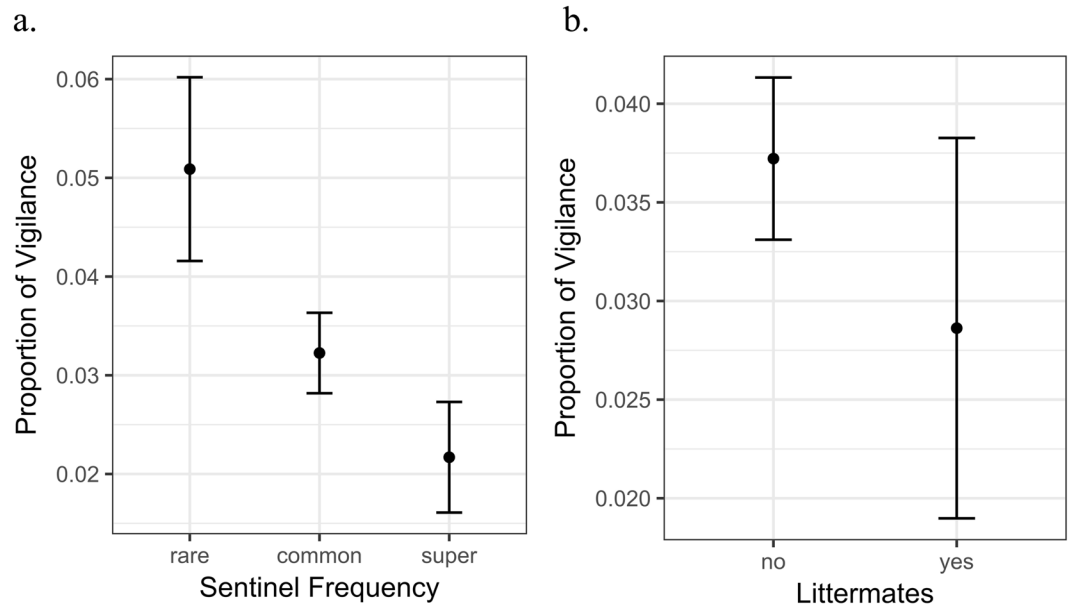 a.
Proportion of Vigilance
0.06
0.05
0.04
0.03
0.02
rare common super
Sentinel Frequency
b.
Proportion of Vigilance
0.040
0.035
0.030
0.025
0.020
no yes
Littermates